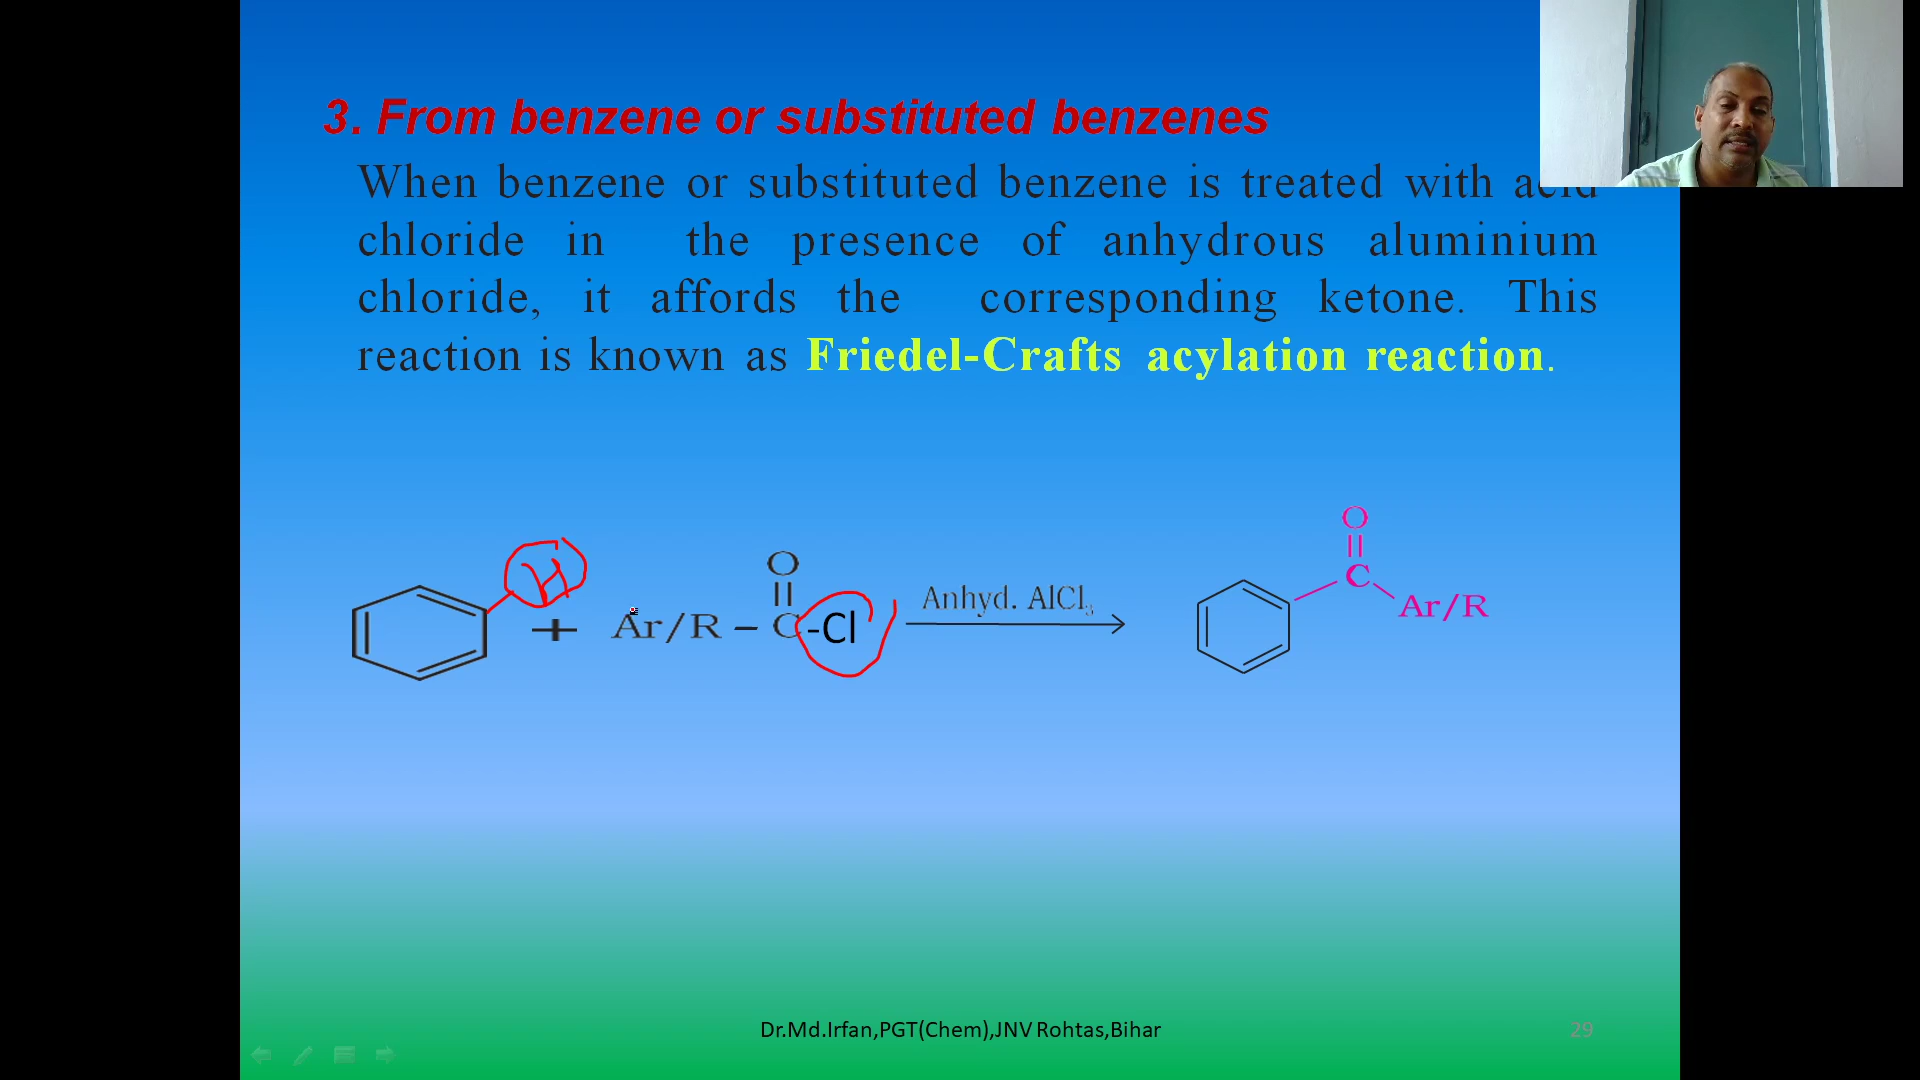 3. From benzene or substituted benzenes
When benzene or substituted benzene is treated with acid
chloride in the presence of anhydrous aluminium
chloride, it affords the corresponding ketone. This
reaction is known as Friedel-Crafts acylation reaction.
H
O
+ Ar/R – C -Cl
Anhyd. AlCl3
O
C
Ar/R
Dr.Md.Irfan,PGT(Chem),JNV Rohtas,Bihar
29